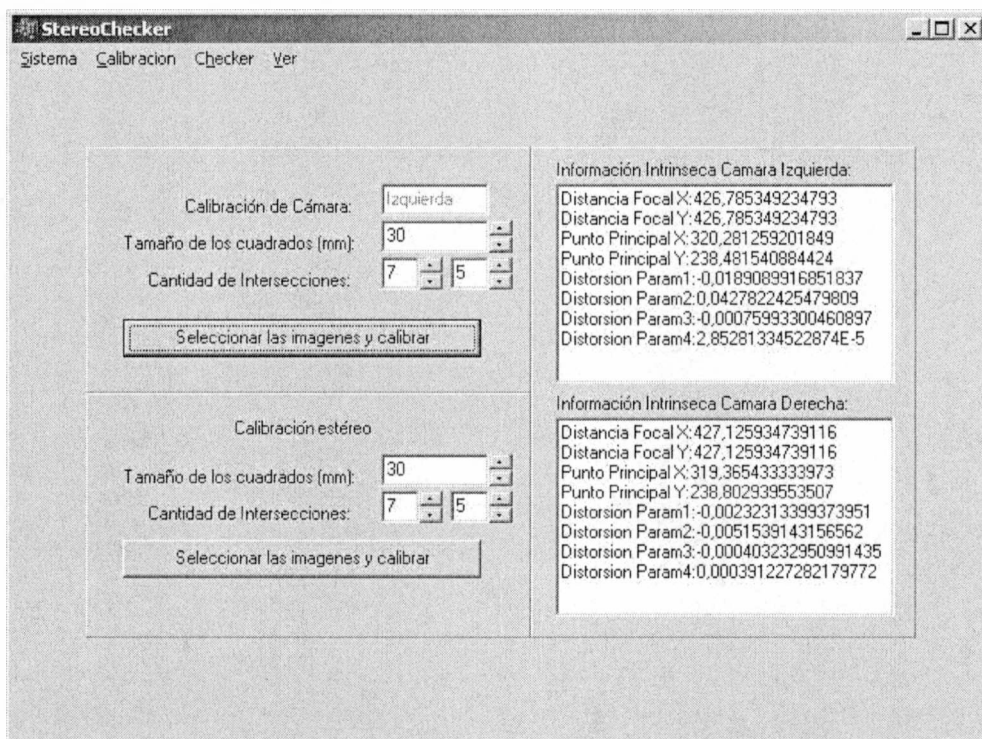 StereoChecker
Sistema Calibracion Checker Ver
Calibración de Cámara: Izquierda
Tamaño de los cuadrados (mm): 30
Cantidad de Intersecciones: 7 5
Seleccionar las imagenes y calibrar
Calibración estéreo
Tamaño de los cuadrados (mm): 30
Cantidad de Intersecciones: 7 5
Seleccionar las imagenes y calibrar
Información Intrinseca Camara Izquierda:
Distancia Focal X:426,785349234793
Distancia Focal Y:426,785349234793
Punto Principal X:320,281259201849
Punto Principal Y:238,481540884424
Distorsion Param1:-0,0189089916851837
Distorsion Param2:0,0427822425479809
Distorsion Param3:-0,000759933004608​97
Distorsion Param4:2,85281334522874E-5
Información Intrinseca Camara Derecha:
Distancia Focal X:427,125934739116
Distancia Focal Y:427,125934739116
Punto Principal X:319,365433333973
Punto Principal Y:238,802939553507
Distorsion Param1:-0,00232313399373951
Distorsion Param2:-0,00515391431565​62
Distorsion Param3:-0,000403232950991435
Distorsion Param4:0,000391227282179772